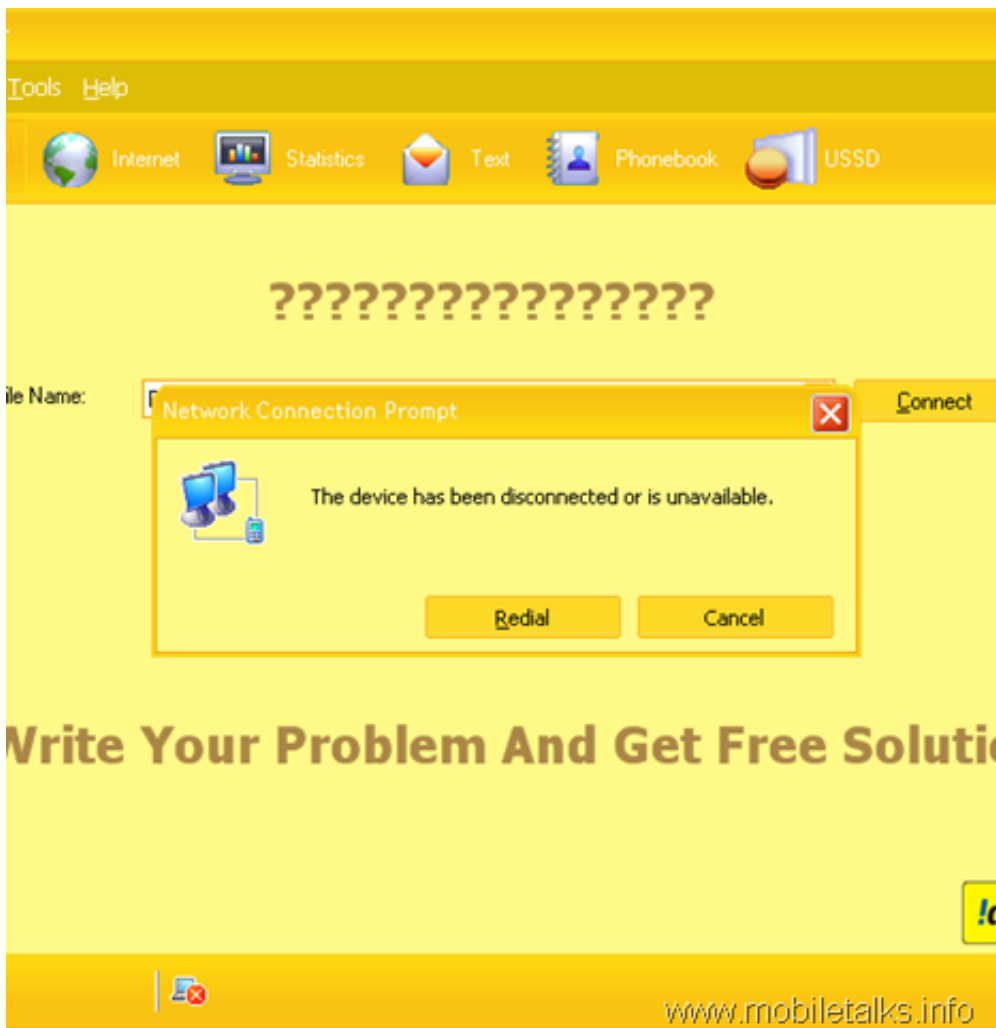 Tools Help
Internet Statistics Text Phonebook USSD
????????????????
ile Name:
Connect
Network Connection Prompt
The device has been disconnected or is unavailable.
Redial Cancel
Write Your Problem And Get Free Soluti
www.mobiletalks.info